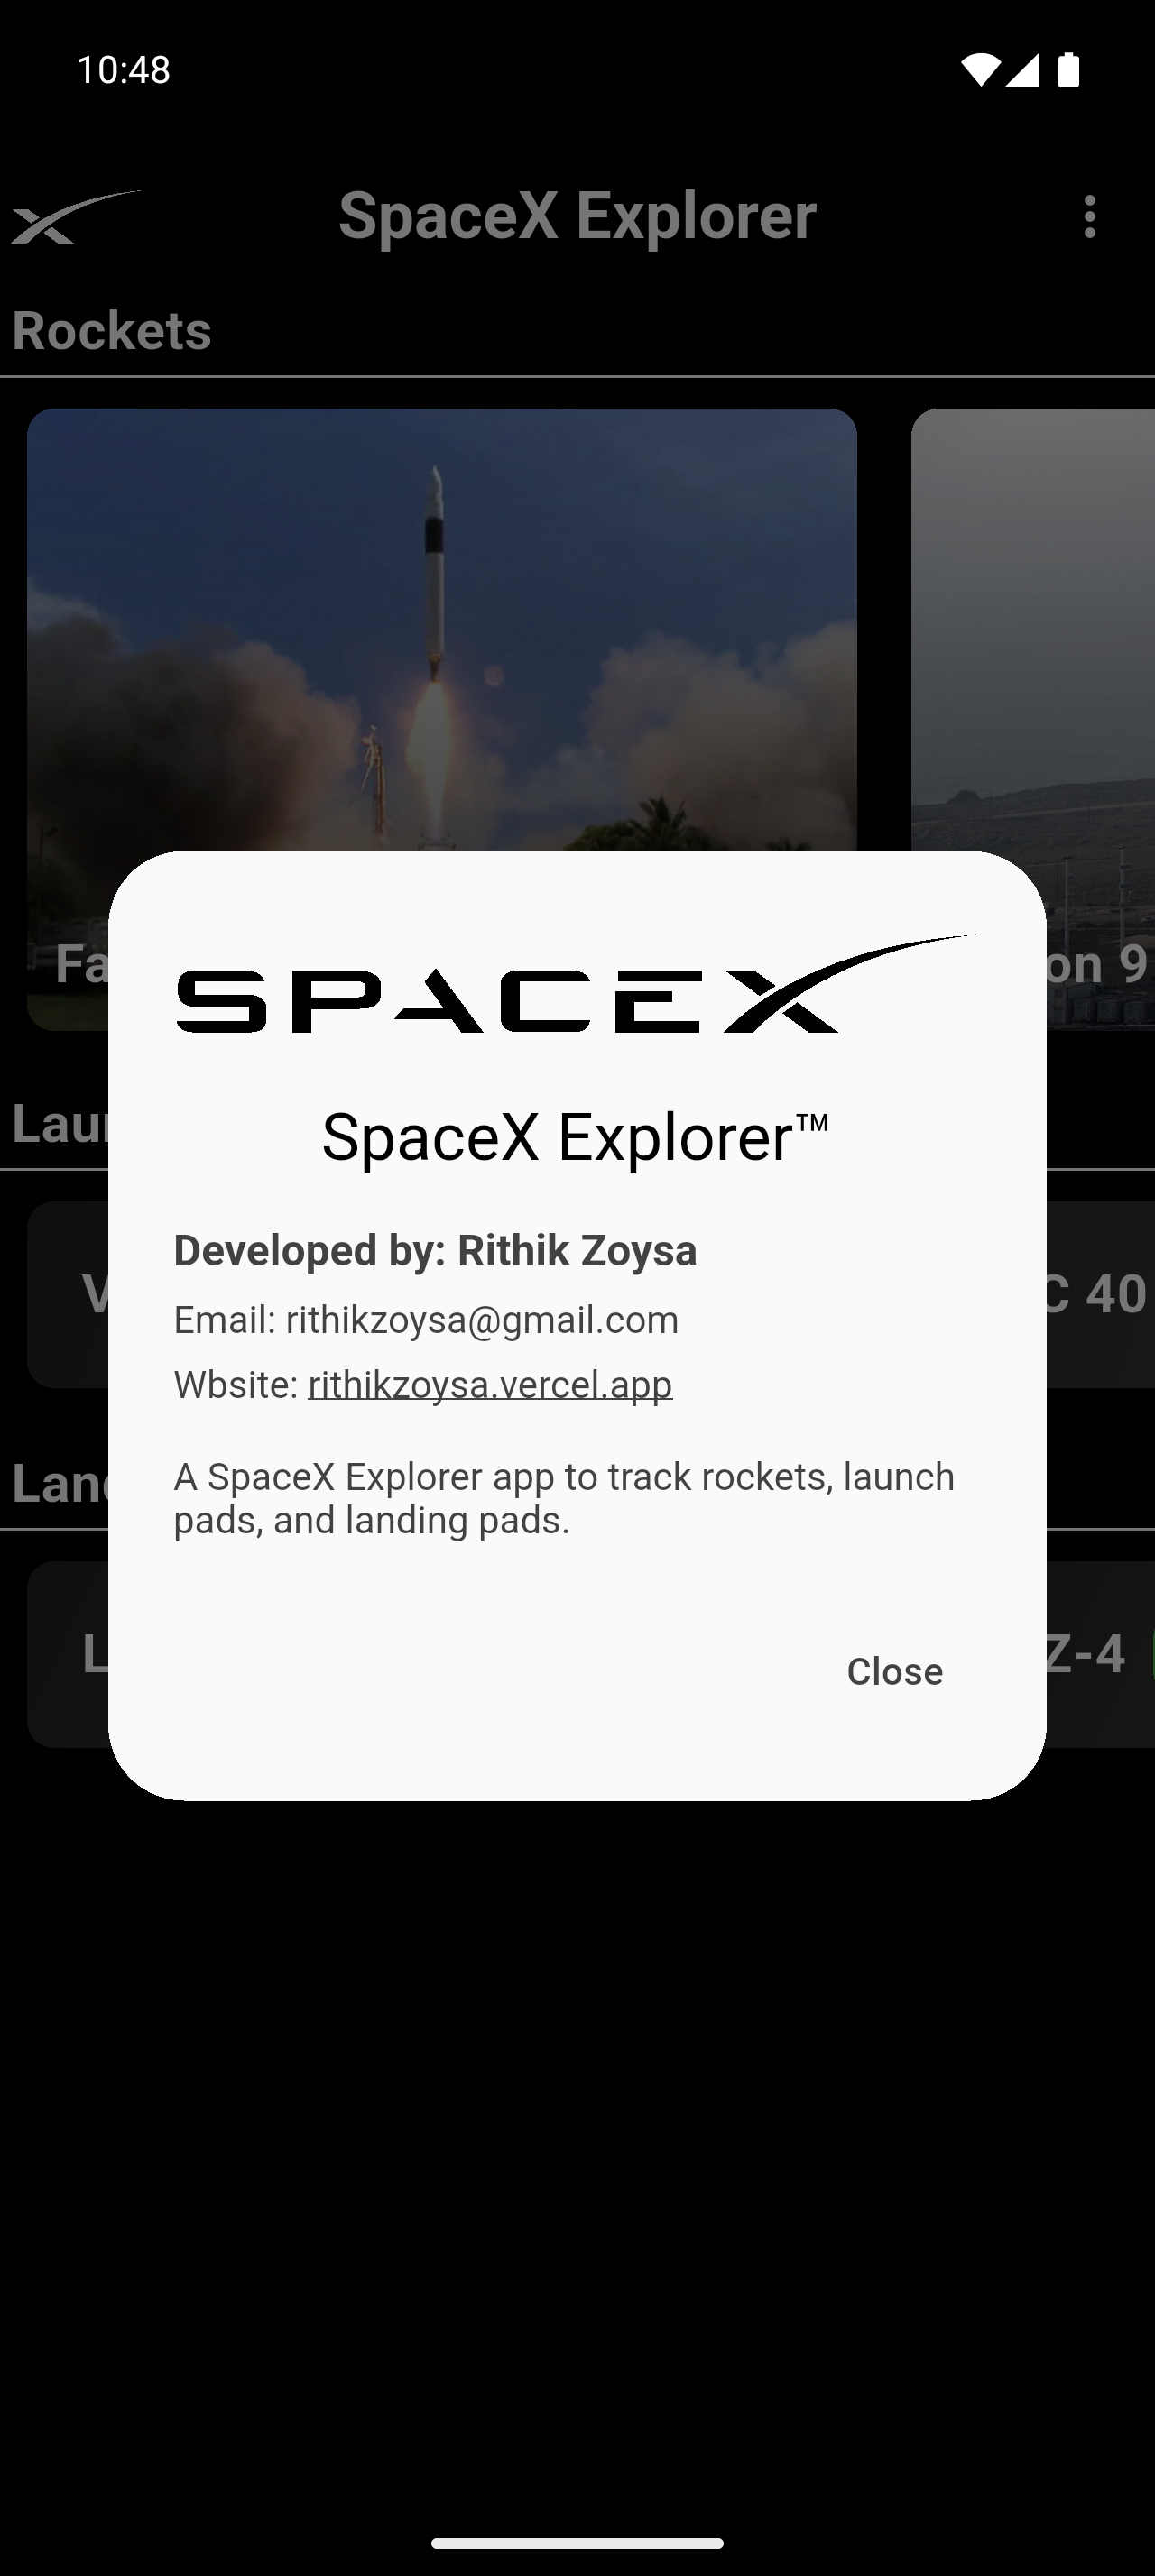 10:48
SpaceX Explorer
Rockets
Fa
on 9
SPACEX
SpaceX Explorer™
Developed by: Rithik Zoysa
Email: rithikzoysa@gmail.com
Wbsite: rithikzoysa.vercel.app
A SpaceX Explorer app to track rockets, launch
pads, and landing pads.
Close
Laun
V
C 40
Land
L
Z-4